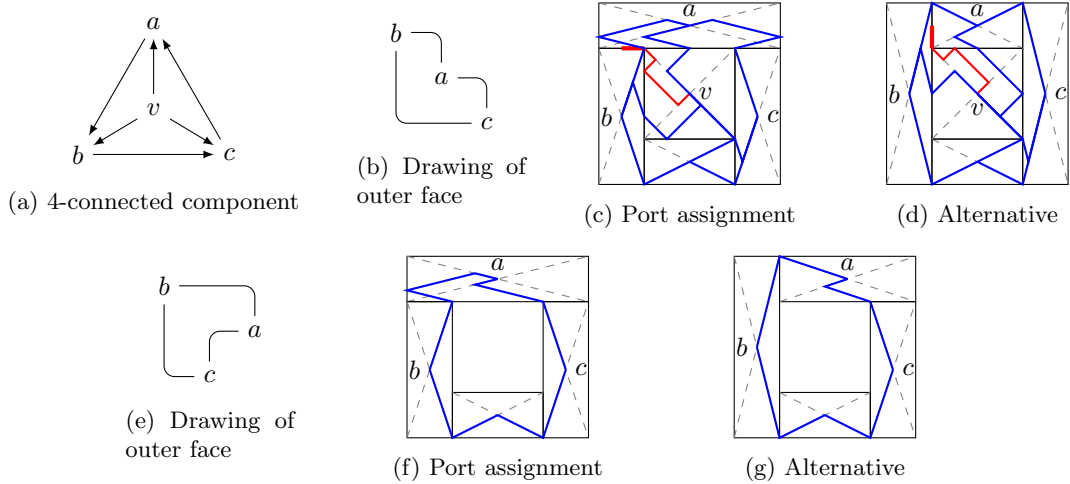 a
v
b
c
(a) 4-connected component
b
a
c
(b) Drawing of
outer face
a
v
b
c
(c) Port assignment
a
b
v
c
(d) Alternative
b
a
c
(e) Drawing of
outer face
a
b
c
(f) Port assignment
a
b
c
(g) Alternative